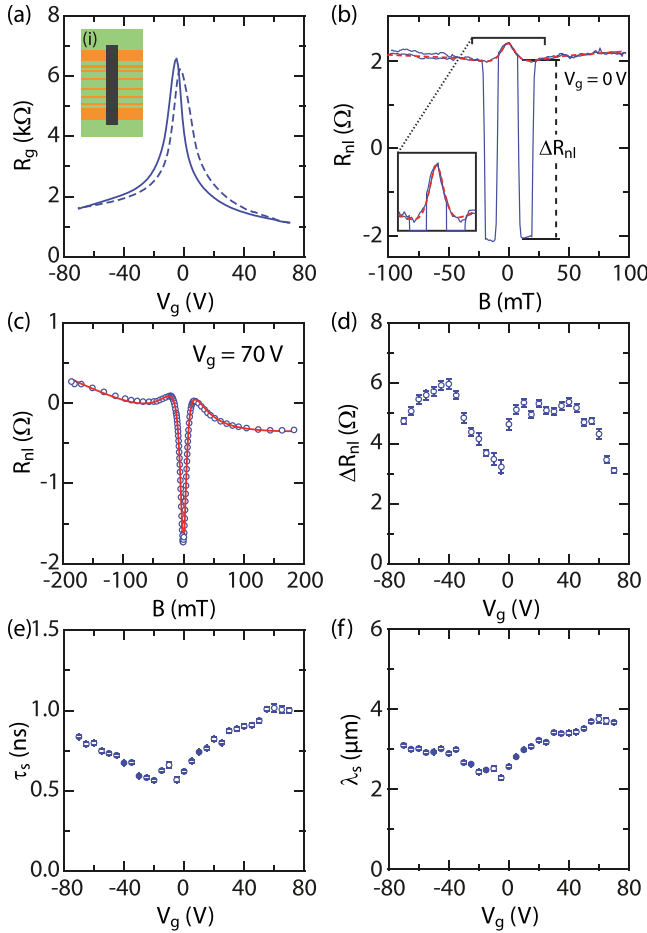 (a)
(i)
8
6
4
2
0
R_g (kΩ)
-80 -40 0 40 80
V_g (V)
(b)
2
0
-2
R_nl (Ω)
V_g = 0 V
ΔR_nl
-100 -50 0 50 100
B (mT)
(c)
V_g = 70 V
1
0
-1
-2
R_nl (Ω)
-200 -100 0 100 200
B (mT)
(d)
8
6
4
2
0
ΔR_nl (Ω)
-80 -40 0 40 80
V_g (V)
(e)
1.5
1.0
0.5
0.0
τ_s (ns)
-80 -40 0 40 80
V_g (V)
(f)
6
4
2
0
λ_s (μm)
-80 -40 0 40 80
V_g (V)